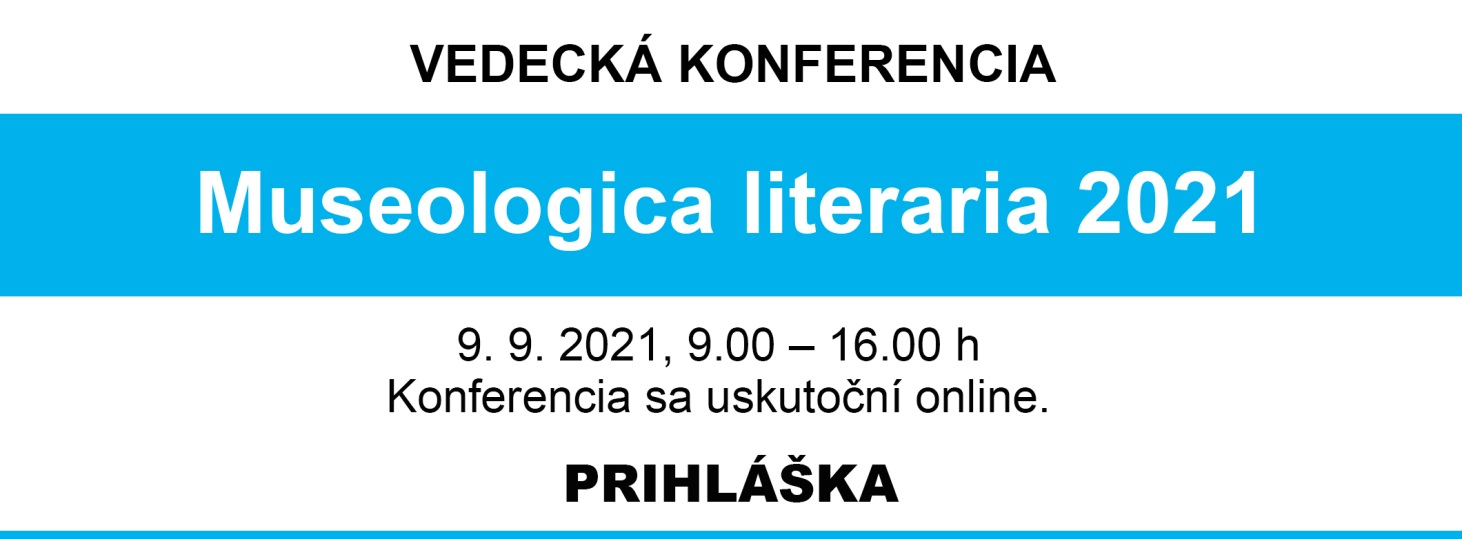 VEDECKÁ KONFERENCIA
Museologica literaria 2021
9. 9. 2021, 9.00 – 16.00 h
Konferencia sa uskutoční online.
PRIHLÁŠKA